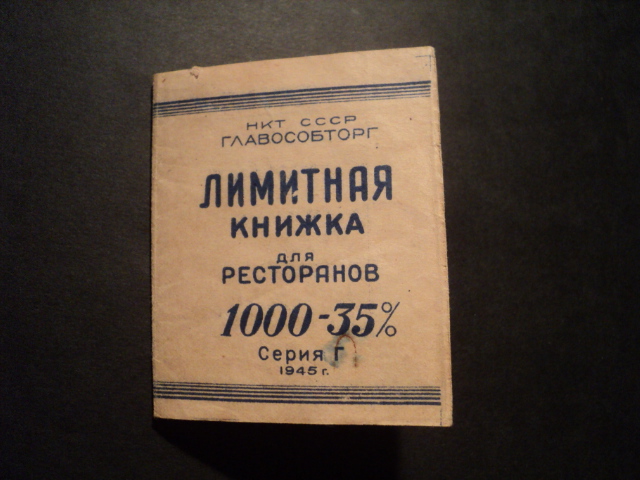 НКТ СССР
ГЛАВОСОБТОРГ
ЛИМИТНАЯ
КНИЖКА
для
РЕСТОРАНОВ
1000-35%
Серия Г
1945 г.